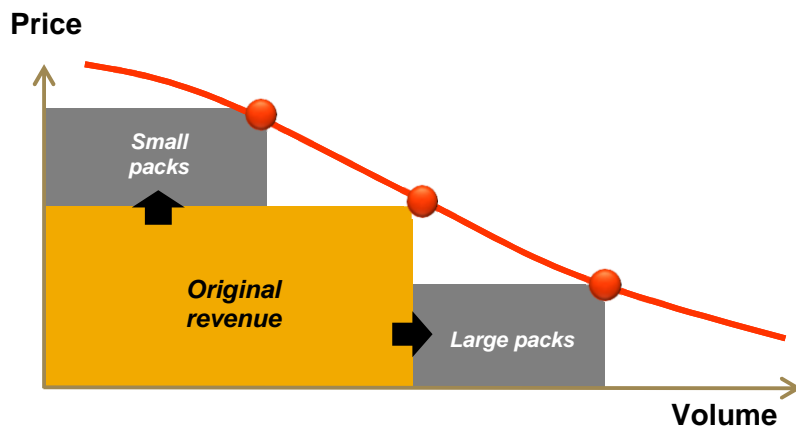 Price
Small
packs
Original
revenue
Large packs
Volume